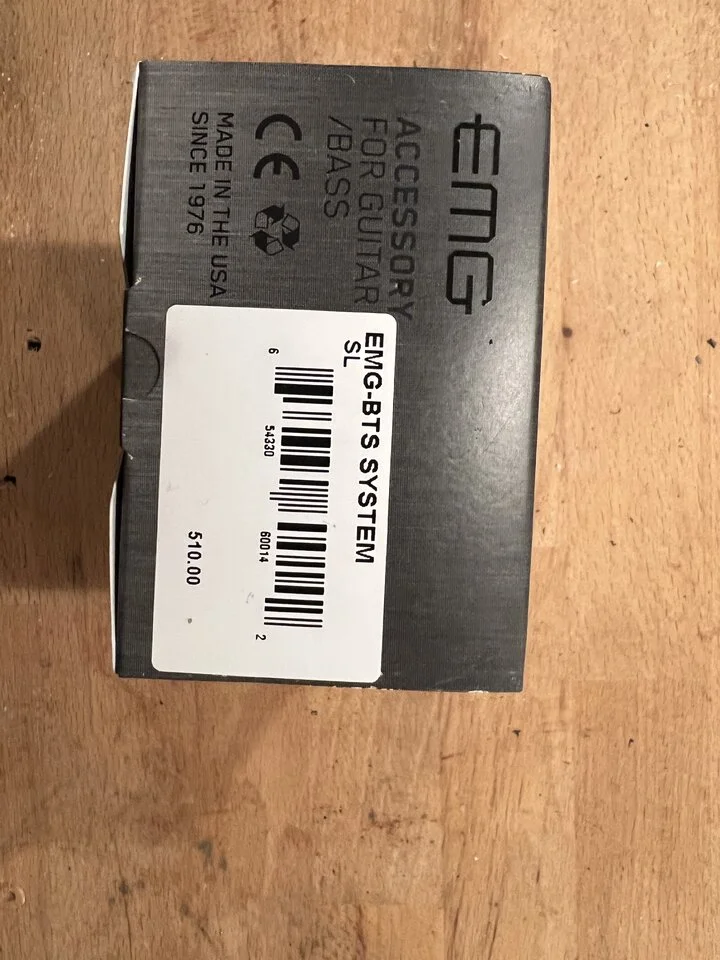 EMG
ACCESSORY
FOR GUITAR
/BASS
CE
MADE IN THE USA
SINCE 1976
EMG-BTS SYSTEM
SL
6 54330 60014 2
510.00